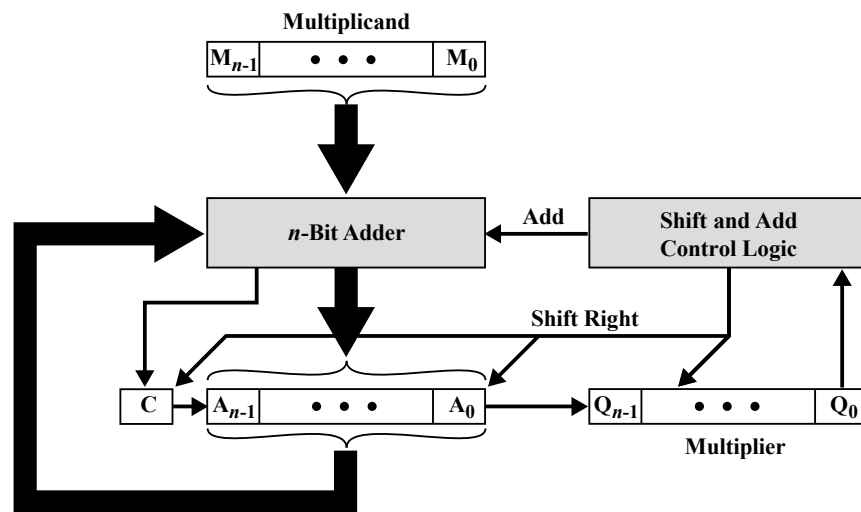 Multiplicand
Mn-1 • • • M0
n-Bit Adder
Add
Shift and Add
Control Logic
Shift Right
C
An-1 • • • A0
Qn-1 • • • Q0
Multiplier